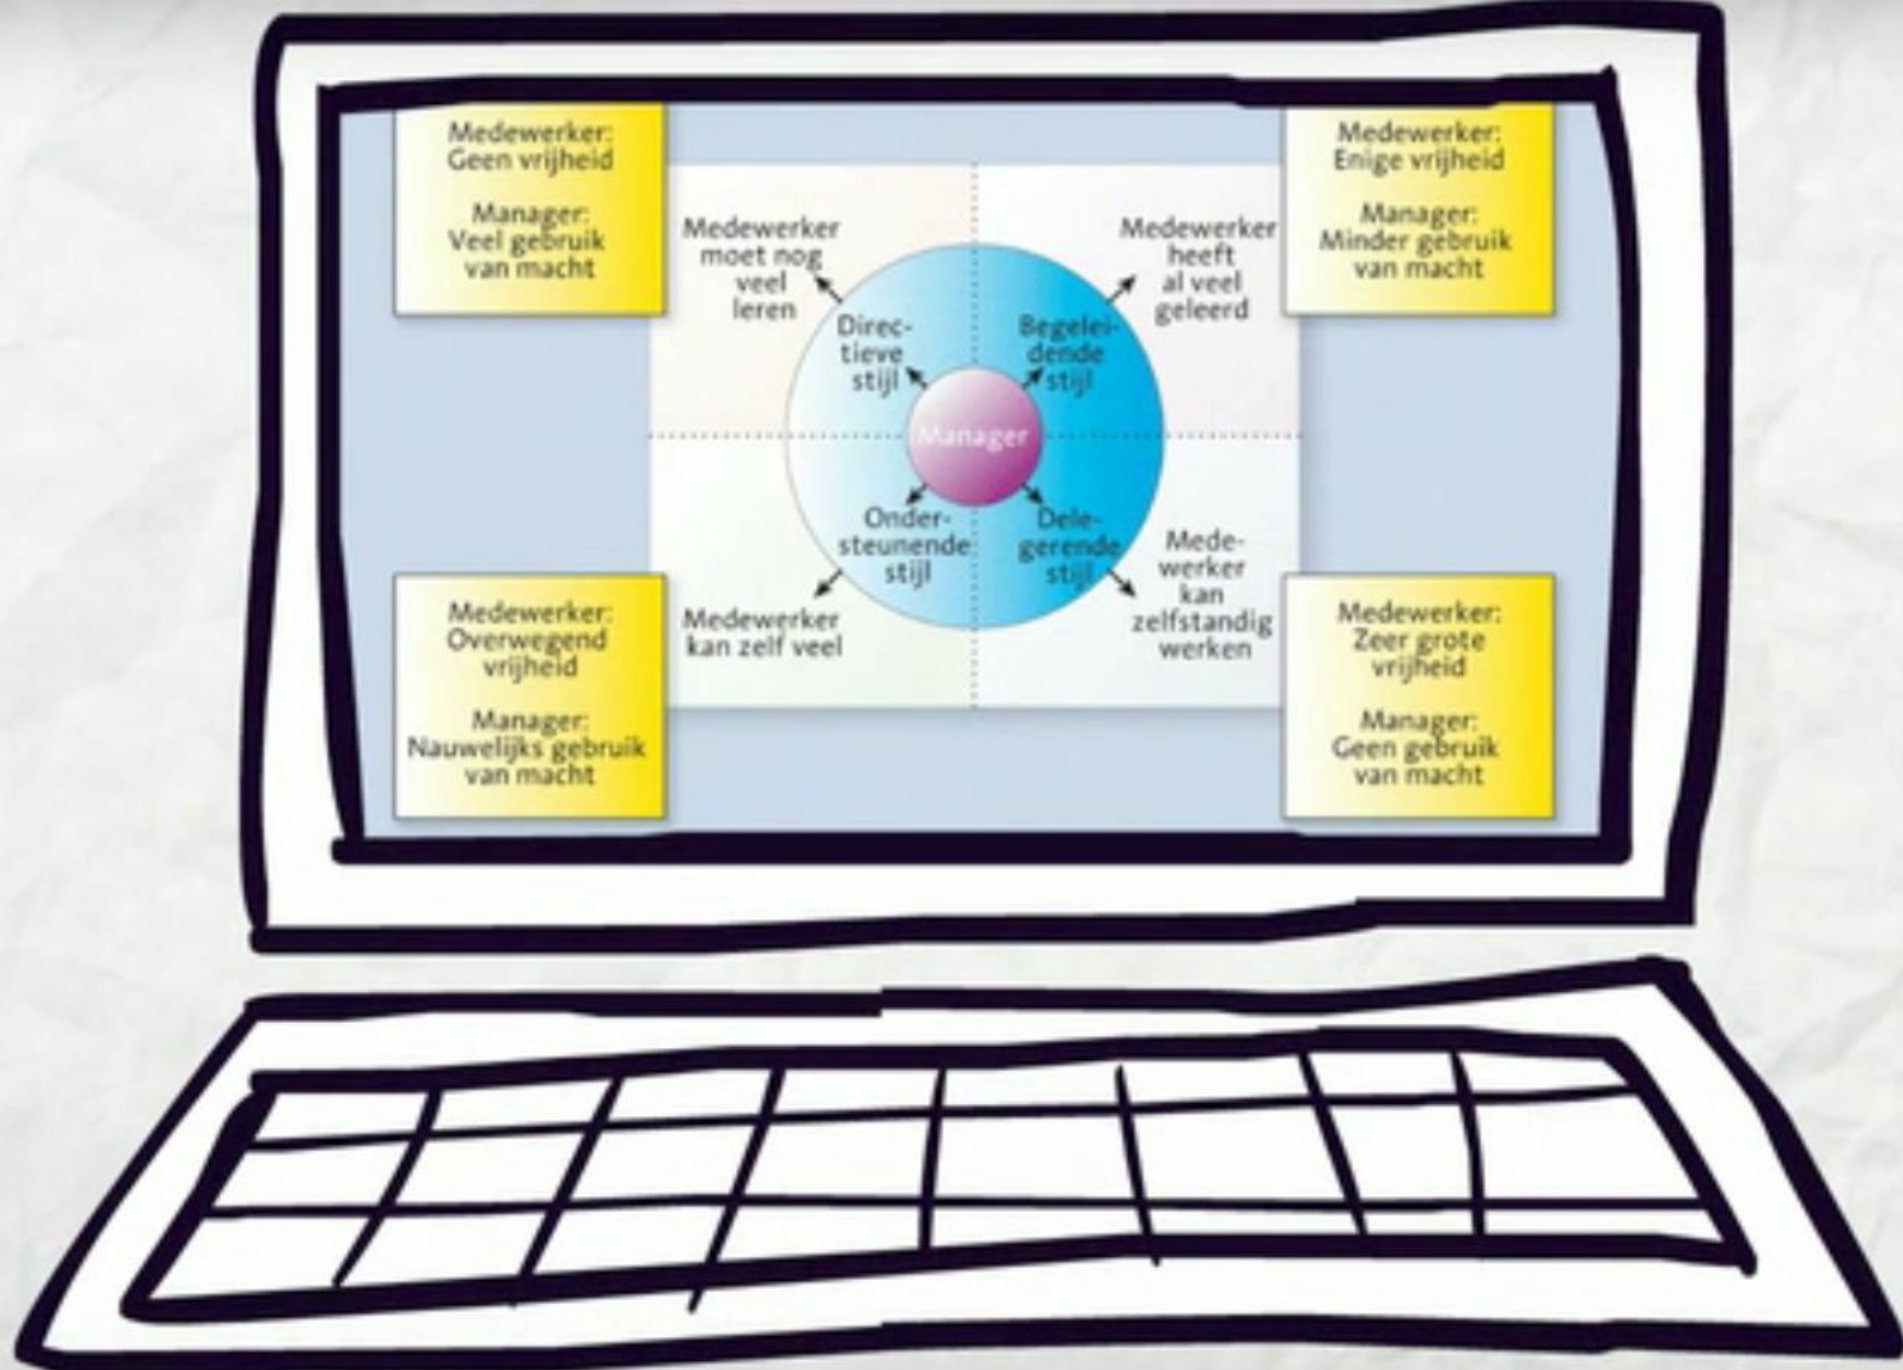 Medewerker:
Geen vrijheid
Manager:
Veel gebruik
van macht
Medewerker:
Enige vrijheid
Manager:
Minder gebruik
van macht
Medewerker
moet nog
veel
leren
Medewerker
heeft
al veel
geleerd
Direc-
tieve
stijl
Begelei-
dende
stijl
Manager
Onder-
steunende
stijl
Dele-
gerende
stijl
Medewerker
kan zelf veel
Mede-
werker
kan
zelfstandig
werken
Medewerker:
Overwegend
vrijheid
Manager:
Nauwelijks gebruik
van macht
Medewerker:
Zeer grote
vrijheid
Manager:
Geen gebruik
van macht